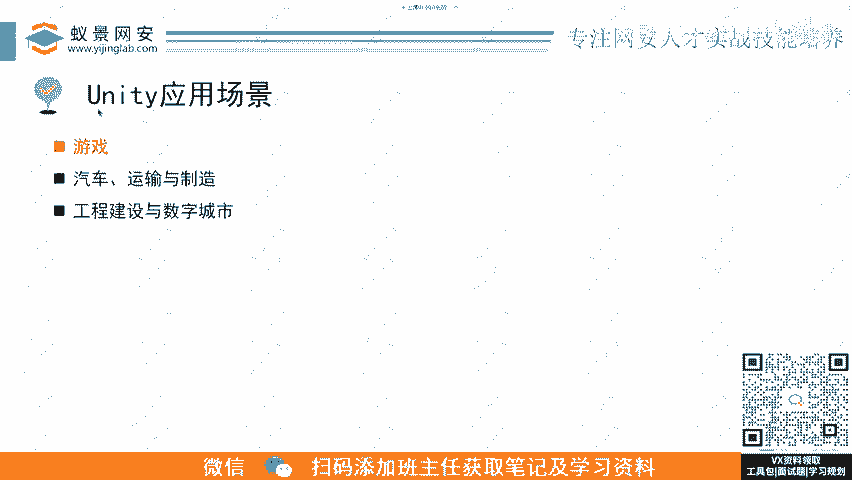 蚁景网安
www.yijinglab.com
专注网安人才实战技能培养
Unity应用场景
游戏
汽车、运输与制造
工程建设与数字城市
微信 扫码添加班主任获取笔记及学习资料
VX资料领取
工具包|面试题|学习规划